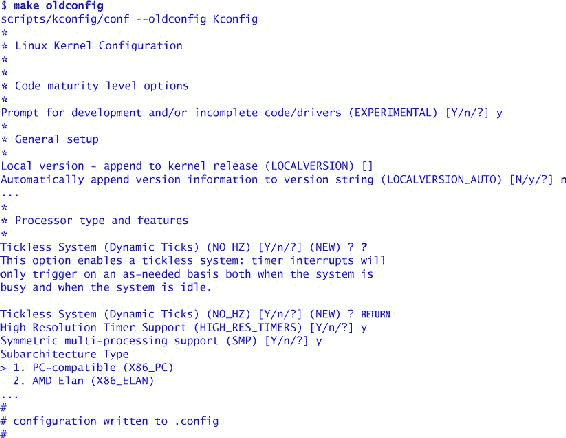 $ make oldconfig
scripts/kconfig/conf --oldconfig Kconfig
*
* Linux Kernel Configuration
*
*
* Code maturity level options
*
Prompt for development and/or incomplete code/drivers (EXPERIMENTAL) [Y/n/?] y
*
* General setup
*
Local version - append to kernel release (LOCALVERSION) []
Automatically append version information to version string (LOCALVERSION_AUTO) [N/y/?] n
...
*
* Processor type and features
*
Tickless System (Dynamic Ticks) (NO_HZ) [Y/n/?] (NEW) ? ?
This option enables a tickless system: timer interrupts will
only trigger on an as-needed basis both when the system is
busy and when the system is idle.
Tickless System (Dynamic Ticks) (NO_HZ) [Y/n/?] (NEW) ? RETURN
High Resolution Timer Support (HIGH_RES_TIMERS) [Y/n/?] y
Symmetric multi-processing support (SMP) [Y/n/?] y
Subarchitecture Type
> 1. PC-compatible (X86_PC)
2. AMD Elan (X86_ELAN)
...
#
# configuration written to .config
#